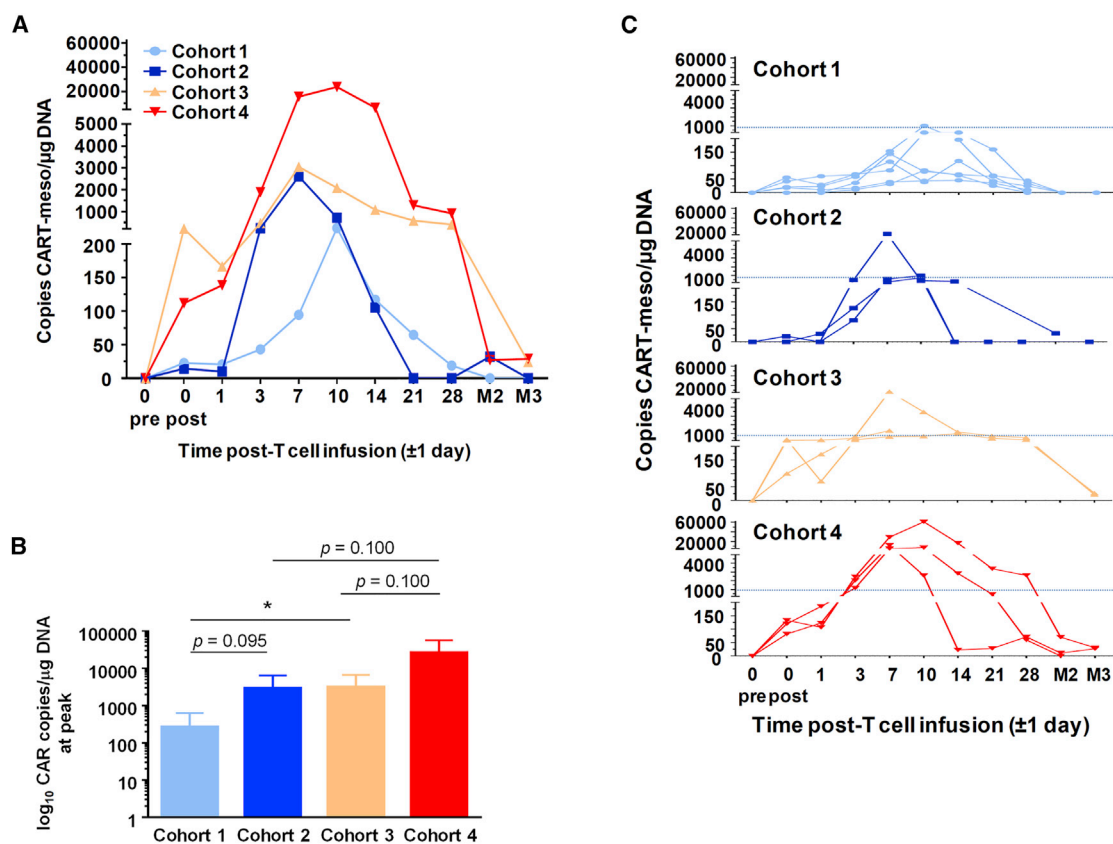 A
60000
40000
20000
5000
4000
3000
2000
1000
200
150
100
50
0
Copies CART-meso/µg DNA
Cohort 1
Cohort 2
Cohort 3
Cohort 4
0 0 1 3 7 10 14 21 28 M2 M3
pre post
Time post-T cell infusion (±1 day)
B
p = 0.100
p = 0.100
*
p = 0.095
100000
10000
1000
100
10
1
log10 CAR copies/µg DNA
at peak
Cohort 1 Cohort 2 Cohort 3 Cohort 4
C
Copies CART-meso/µg DNA
Cohort 1
60000
20000
4000
1000
150
50
0
Cohort 2
60000
20000
4000
1000
150
50
0
Cohort 3
60000
20000
4000
1000
150
50
0
Cohort 4
60000
20000
4000
1000
150
50
0
0 0 1 3 7 10 14 21 28 M2 M3
pre post
Time post-T cell infusion (±1 day)